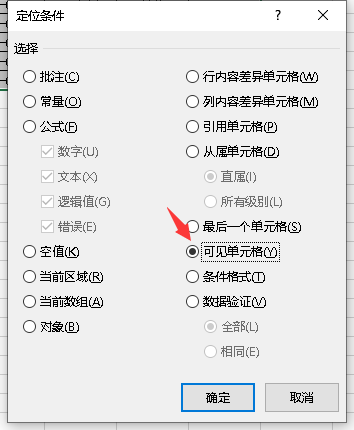 定位条件
选择
批注(C)
常量(O)
公式(F)
数字(U)
文本(X)
逻辑值(G)
错误(E)
空值(K)
当前区域(R)
当前数组(A)
对象(B)
行内容差异单元格(W)
列内容差异单元格(M)
引用单元格(P)
从属单元格(D)
直属(I)
所有级别(L)
最后一个单元格(S)
可见单元格(Y)
条件格式(T)
数据验证(V)
全部(L)
相同(E)
确定
取消